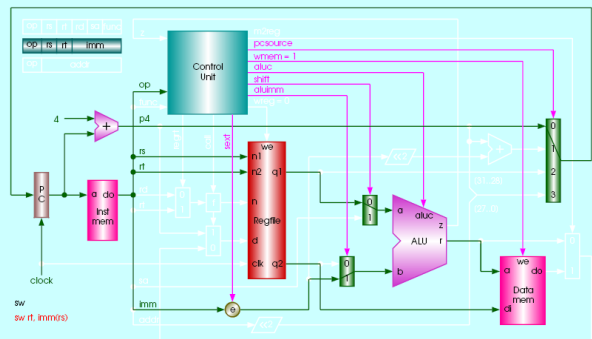 op rs rt imm
Control Unit
op
pcsource
wmem = 1
aluc
shift
aluimm
4
+
p4
0
1
2
3
sext
we
rs
n1
rt
n2
q1
PC
a do
Inst mem
n
Regfile
d
clk
q2
0
1
0
1
a
aluc
z
ALU
r
b
we
a do
Data mem
di
clock
imm
e
sw
sw rt, imm(rs)